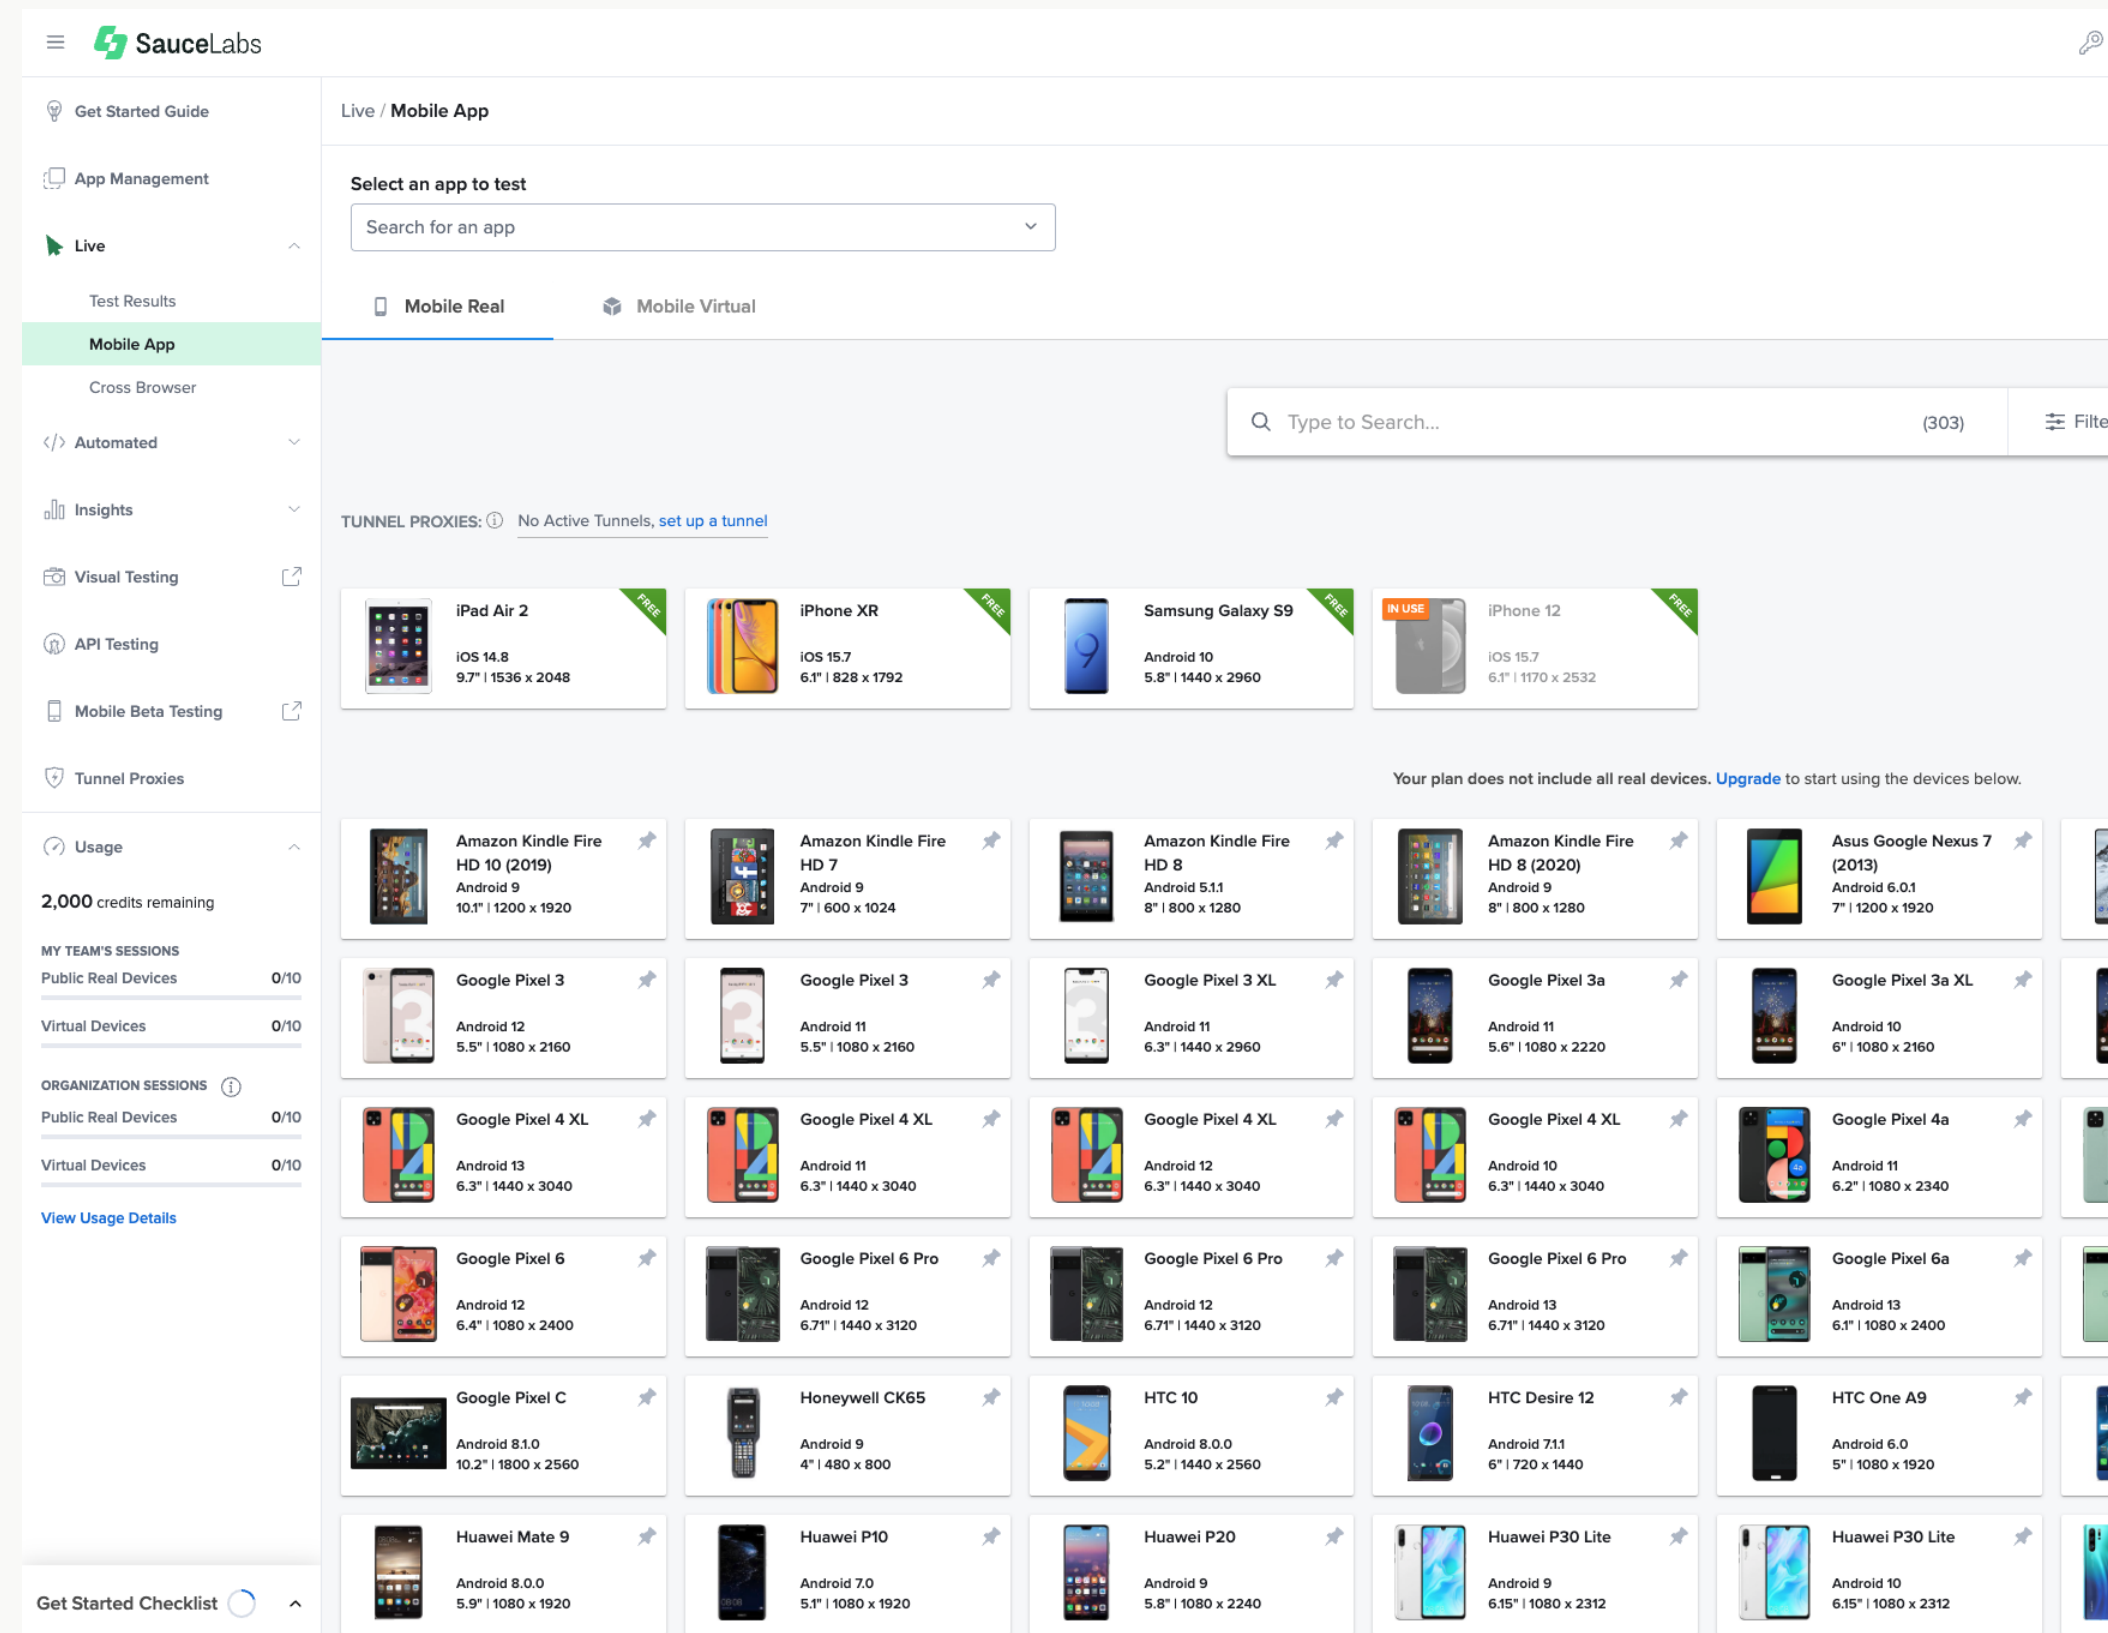 SauceLabs
Get Started Guide
App Management
Live
Test Results
Mobile App
Cross Browser
Automated
Insights
Visual Testing
API Testing
Mobile Beta Testing
Tunnel Proxies
Usage
2,000 credits remaining
MY TEAM'S SESSIONS
Public Real Devices 0/10
Virtual Devices 0/10
ORGANIZATION SESSIONS
Public Real Devices 0/10
Virtual Devices 0/10
View Usage Details
Get Started Checklist
Live / Mobile App
Select an app to test
Search for an app
Mobile Real
Mobile Virtual
Type to Search... (303)
Filte
TUNNEL PROXIES: No Active Tunnels, set up a tunnel
iPad Air 2
FREE
iOS 14.8
9.7" | 1536 x 2048
iPhone XR
FREE
iOS 15.7
6.1" | 828 x 1792
Samsung Galaxy S9
FREE
Android 10
5.8" | 1440 x 2960
IN USE
iPhone 12
FREE
iOS 15.7
6.1" | 1170 x 2532
Your plan does not include all real devices. Upgrade to start using the devices below.
Amazon Kindle Fire
HD 10 (2019)
Android 9
10.1" | 1200 x 1920
Amazon Kindle Fire
HD 7
Android 9
7" | 600 x 1024
Amazon Kindle Fire
HD 8
Android 5.1.1
8" | 800 x 1280
Amazon Kindle Fire
HD 8 (2020)
Android 9
8" | 800 x 1280
Asus Google Nexus 7
(2013)
Android 6.0.1
7" | 1200 x 1920
Google Pixel 3
Android 12
5.5" | 1080 x 2160
Google Pixel 3
Android 11
5.5" | 1080 x 2160
Google Pixel 3 XL
Android 11
6.3" | 1440 x 2960
Google Pixel 3a
Android 11
5.6" | 1080 x 2220
Google Pixel 3a XL
Android 10
6" | 1080 x 2160
Google Pixel 4 XL
Android 13
6.3" | 1440 x 3040
Google Pixel 4 XL
Android 11
6.3" | 1440 x 3040
Google Pixel 4 XL
Android 12
6.3" | 1440 x 3040
Google Pixel 4 XL
Android 10
6.3" | 1440 x 3040
Google Pixel 4a
Android 11
6.2" | 1080 x 2340
Google Pixel 6
Android 12
6.4" | 1080 x 2400
Google Pixel 6 Pro
Android 12
6.71" | 1440 x 3120
Google Pixel 6 Pro
Android 12
6.71" | 1440 x 3120
Google Pixel 6 Pro
Android 13
6.71" | 1440 x 3120
Google Pixel 6a
Android 13
6.1" | 1080 x 2400
Google Pixel C
Android 8.1.0
10.2" | 1800 x 2560
Honeywell CK65
Android 9
4" | 480 x 800
HTC 10
Android 8.0.0
5.2" | 1440 x 2560
HTC Desire 12
Android 7.1.1
6" | 720 x 1440
HTC One A9
Android 6.0
5" | 1080 x 1920
Huawei Mate 9
Android 8.0.0
5.9" | 1080 x 1920
Huawei P10
Android 7.0
5.1" | 1080 x 1920
Huawei P20
Android 9
5.8" | 1080 x 2240
Huawei P30 Lite
Android 9
6.15" | 1080 x 2312
Huawei P30 Lite
Android 10
6.15" | 1080 x 2312